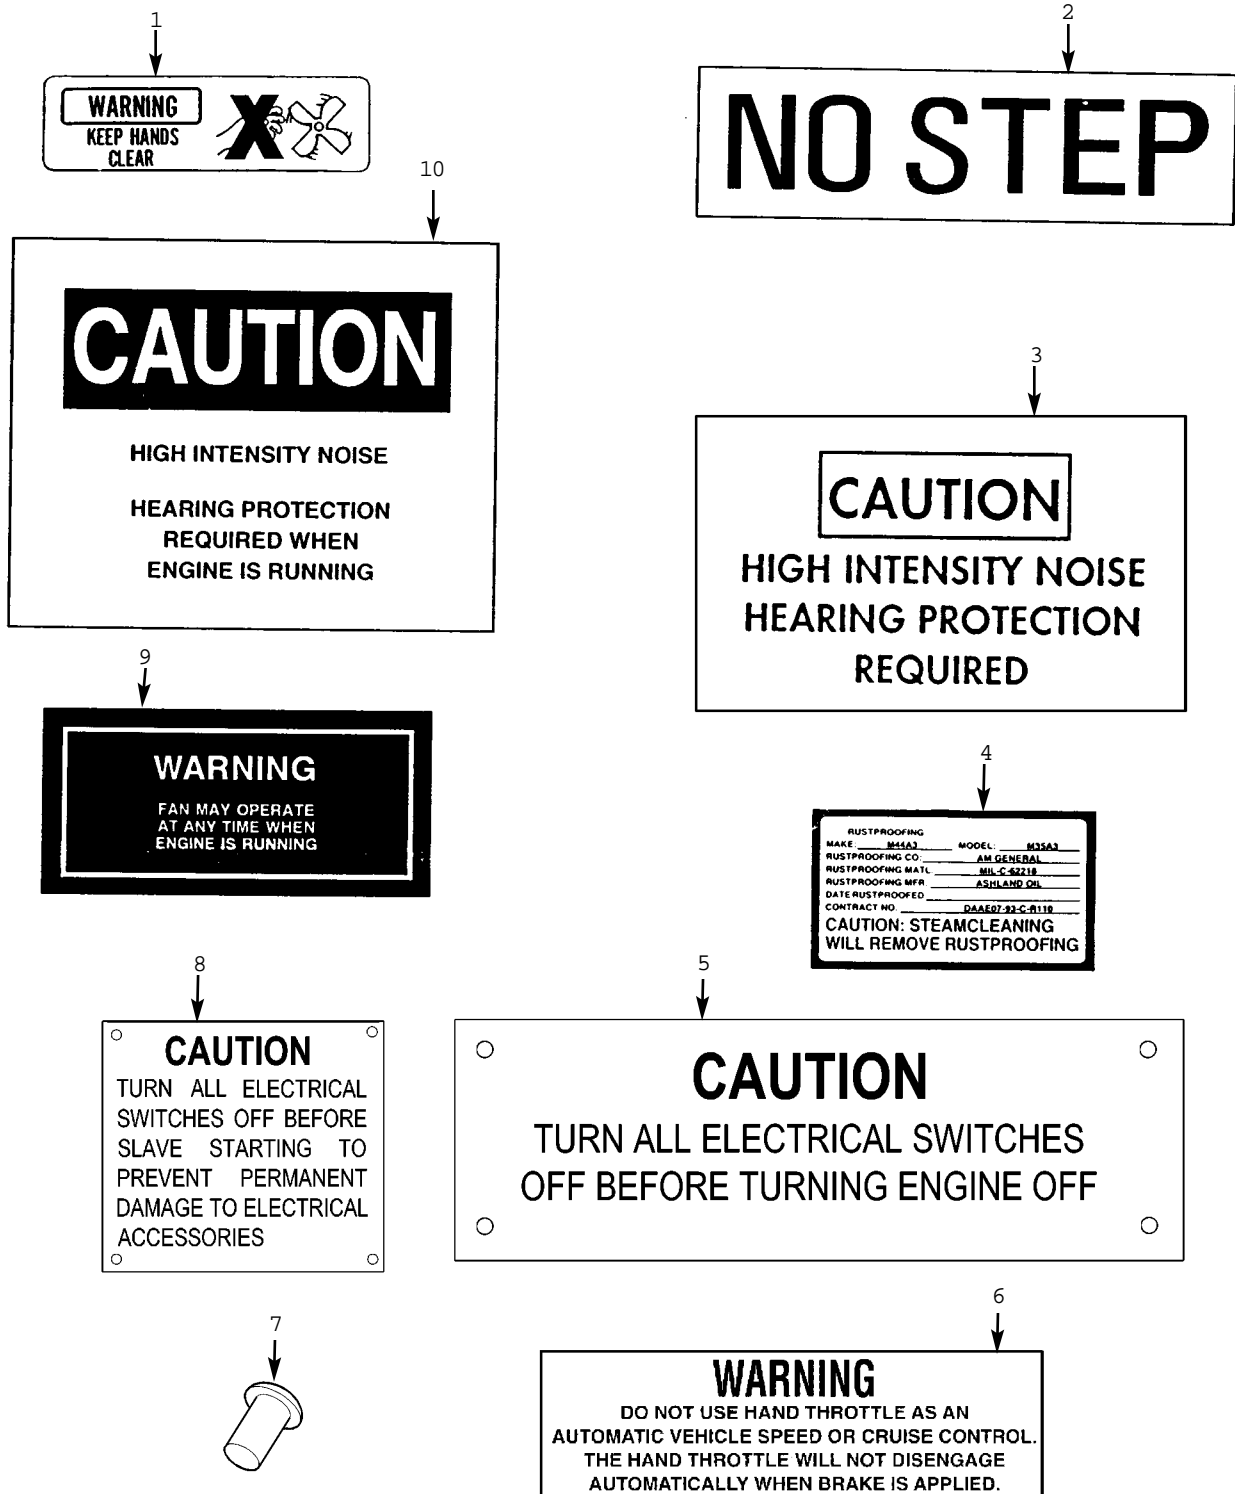 1
WARNING
KEEP HANDS
CLEAR
2
NO STEP
10
CAUTION
HIGH INTENSITY NOISE
HEARING PROTECTION
REQUIRED WHEN
ENGINE IS RUNNING
3
CAUTION
HIGH INTENSITY NOISE
HEARING PROTECTION
REQUIRED
9
WARNING
FAN MAY OPERATE
AT ANY TIME WHEN
ENGINE IS RUNNING
4
RUSTPROOFING
MAKE: M44A3 MODEL: M35A3
RUSTPROOFING CO: AM GENERAL
RUSTPROOFING MATL MIL-C-62218
RUSTPROOFING MFR. ASHLAND OIL
DATE RUSTPROOFED
CONTRACT NO. DAAE07-93-C-R110
CAUTION: STEAMCLEANING
WILL REMOVE RUSTPROOFING
8
CAUTION
TURN ALL ELECTRICAL
SWITCHES OFF BEFORE
SLAVE STARTING TO
PREVENT PERMANENT
DAMAGE TO ELECTRICAL
ACCESSORIES
5
CAUTION
TURN ALL ELECTRICAL SWITCHES
OFF BEFORE TURNING ENGINE OFF
7
6
WARNING
DO NOT USE HAND THROTTLE AS AN
AUTOMATIC VEHICLE SPEED OR CRUISE CONTROL.
THE HAND THROTTLE WILL NOT DISENGAGE
AUTOMATICALLY WHEN BRAKE IS APPLIED.